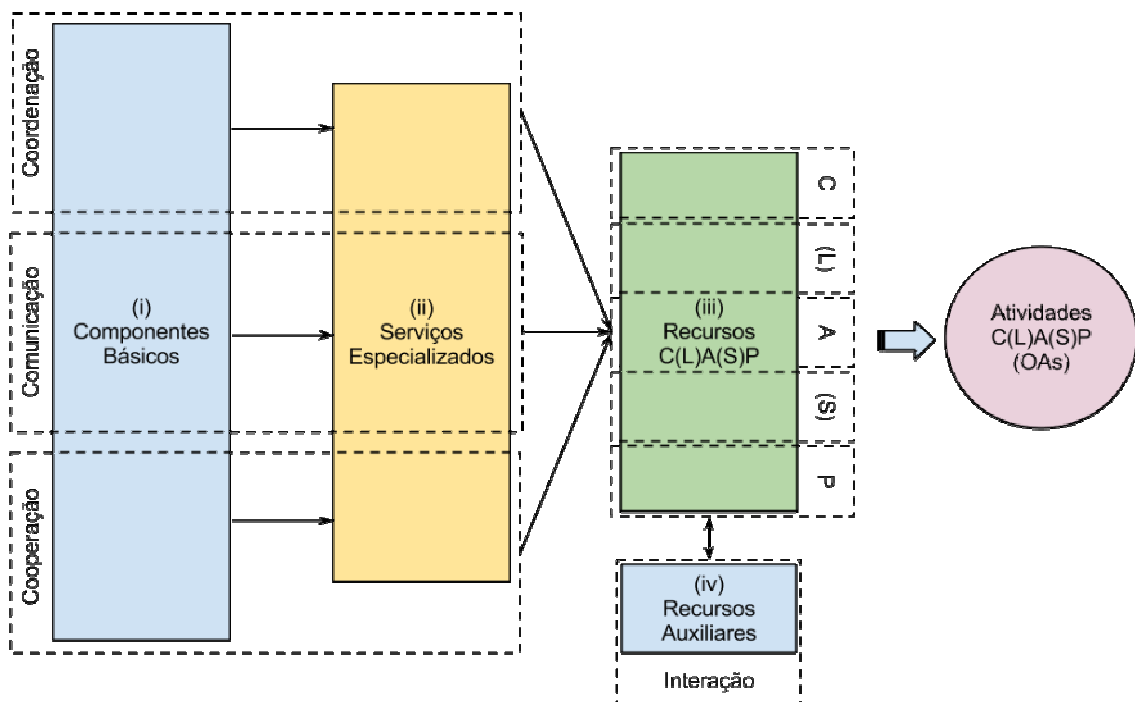 Coordenação
Comunicação
Cooperação
(i)
Componentes
Básicos
(ii)
Serviços
Especializados
(iii)
Recursos
C(L)A(S)P
C
(L)
A
(S)
P
(iv)
Recursos
Auxiliares
Interação
Atividades
C(L)A(S)P
(OAs)